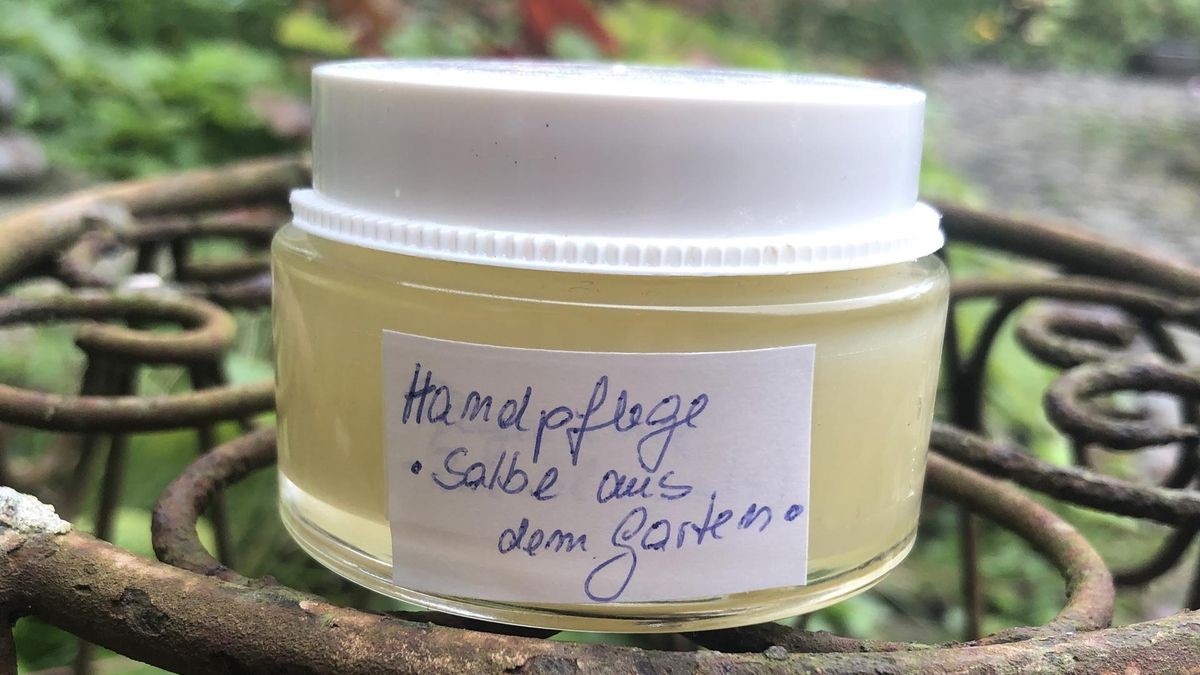 Handpflege
• Salbe aus
dem Garten •